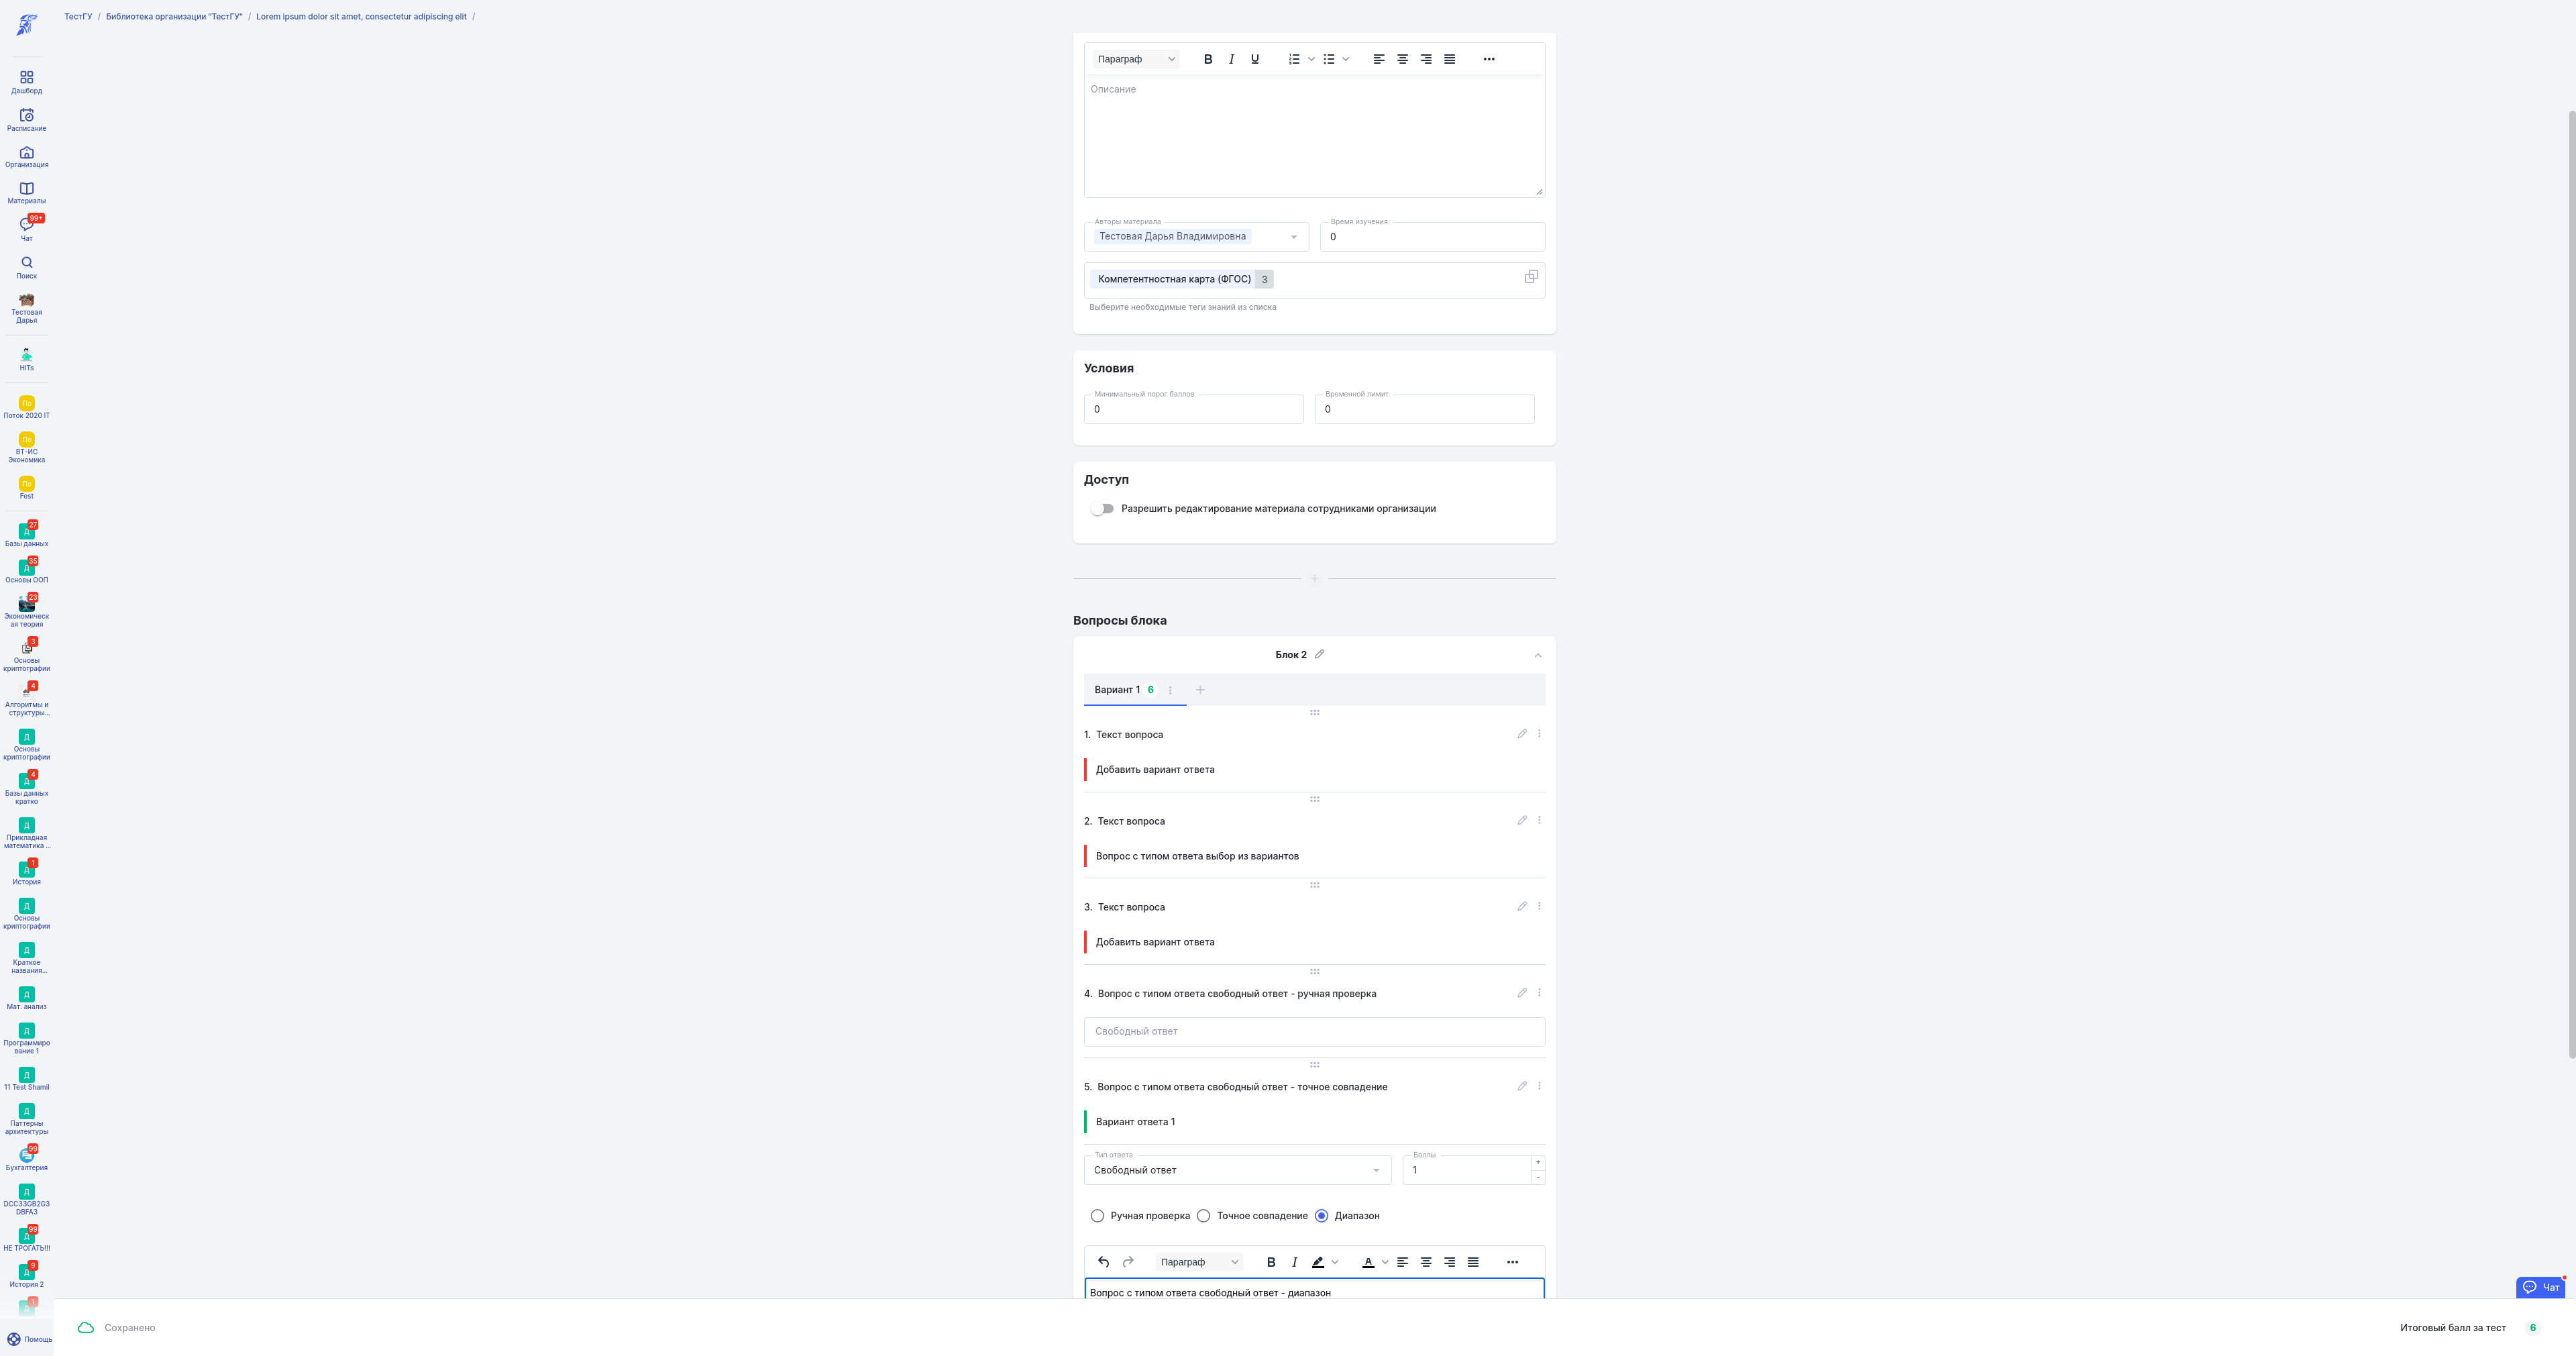 ТестГУ / Библиотека организации "ТестГУ" / Lorem ipsum dolor sit amet, consectetur adipiscing elit /
Дашборд
Расписание
Организация
Материалы
99+
Чат
Поиск
Тестовая
Дарья
HITs
По
Поток 2020 IT
По
ВТ-ИС
Экономика
По
Fest
27
Д
Базы данных
35
Д
Основы ООП
23
Экономическ
ая теория
3
Основы
криптографии
4
Алгоритмы и
структуры...
Д
Основы
криптографии
4
Д
Базы данных
кратко
Д
Прикладная
математика ...
1
Д
История
Д
Основы
криптографии
Д
Краткое
названия...
Д
Мат. анализ
Д
Программиро
вание 1
Д
11 Test Shamil
Д
Паттерны
архитектуры
99
Бухгалтерия
Д
DCC33GB2G3
DBFA3
99
Д
НЕ ТРОГАТЬ!!!
9
Д
История 2
1
Д
Помощь
Параграф
B I U
Описание
Авторы материала
Тестовая Дарья Владимировна
Время изучения
0
Компетентностная карта (ФГОС) 3
Выберите необходимые теги знаний из списка
Условия
Минимальный порог баллов
0
Временной лимит
0
Доступ
Разрешить редактирование материала сотрудниками организации
Вопросы блока
Блок 2
Вариант 1 6
1. Текст вопроса
Добавить вариант ответа
2. Текст вопроса
Вопрос с типом ответа выбор из вариантов
3. Текст вопроса
Добавить вариант ответа
4. Вопрос с типом ответа свободный ответ - ручная проверка
Свободный ответ
5. Вопрос с типом ответа свободный ответ - точное совпадение
Вариант ответа 1
Тип ответа
Свободный ответ
Баллы
1
+
-
Ручная проверка Точное совпадение Диапазон
Параграф
B I A
Вопрос с типом ответа свободный ответ - диапазон
Чат
Сохранено
Итоговый балл за тест 6